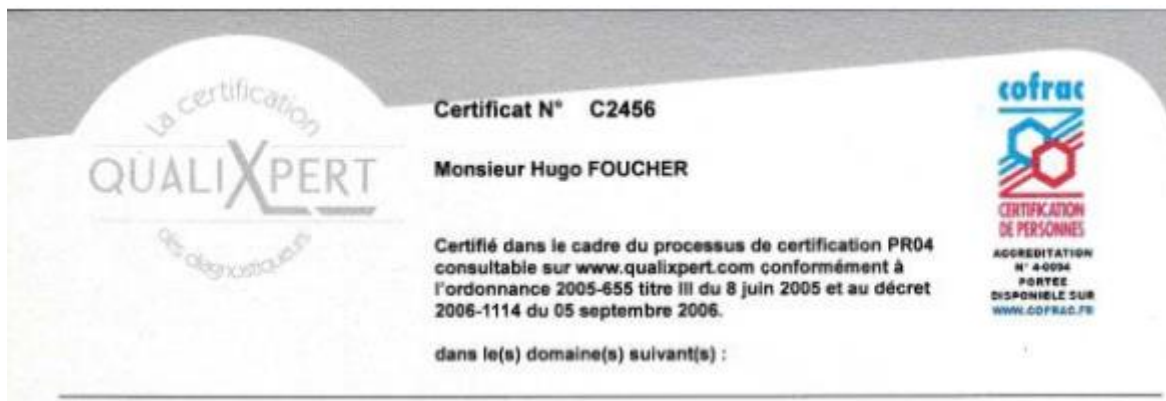 La certification
QUALIXPERT
des diagnostiqueurs
Certificat N° C2456
Monsieur Hugo FOUCHER
Certifié dans le cadre du processus de certification PR04
consultable sur www.qualixpert.com conformément à
l'ordonnance 2005-655 titre III du 8 juin 2005 et au décret
2006-1114 du 05 septembre 2006.
dans le(s) domaine(s) suivant(s) :
cofrac
CERTIFICATION
DE PERSONNES
ACCREDITATION
N° 4-0094
PORTEE
DISPONIBLE SUR
WWW.COFRAC.FR